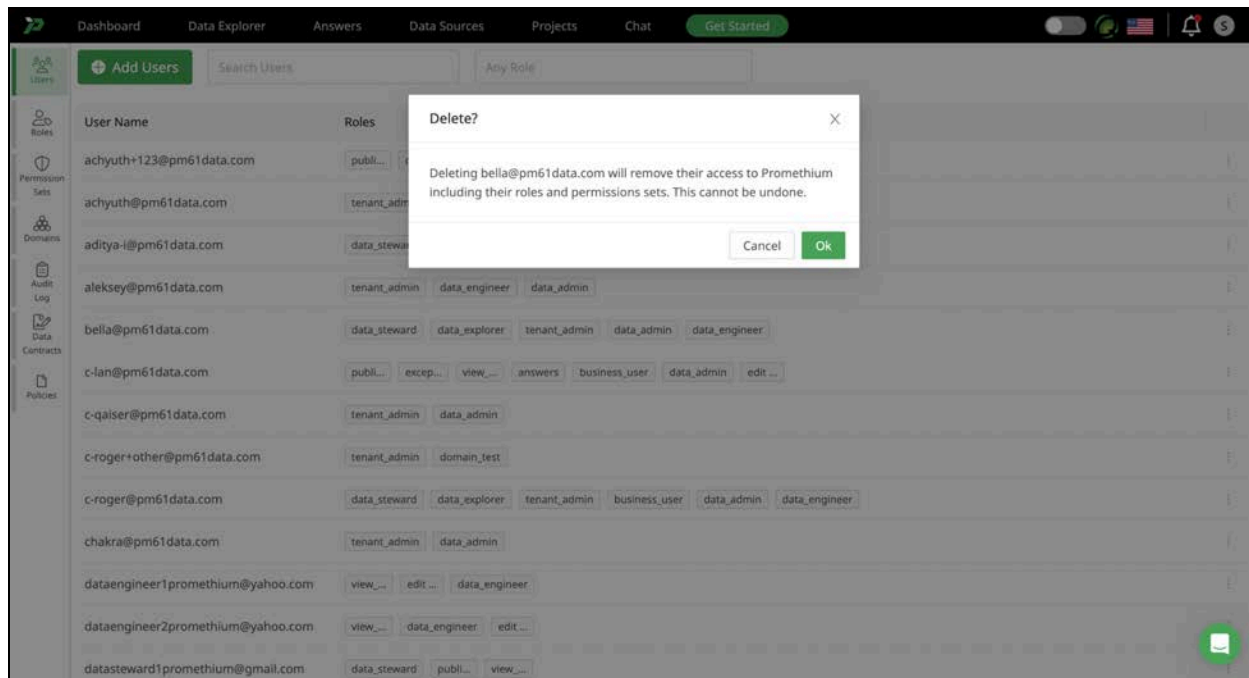 Dashboard Data Explorer Answers Data Sources Projects Chat Get Started S
Users
Add Users Search Users Any Role
Roles
User Name Roles
Delete?
Permission
Sets
achyuth+123@pm61data.com publi...
Deleting bella@pm61data.com will remove their access to Promethium
including their roles and permissions sets. This cannot be undone.
achyuth@pm61data.com
Domains
aditya-i@pm61data.com
Cancel Ok
Audit
Log
aleksey@pm61data.com tenant_admin data_engineer data_admin
Data
Contracts
bella@pm61data.com data_steward data_explorer tenant_admin data_admin data_engineer
c-lan@pm61data.com publi... excep... view_... answers business_user data_admin edit ...
Policies
c-qaiser@pm61data.com tenant_admin data_admin
c-roger+other@pm61data.com tenant_admin domain_test
c-roger@pm61data.com data_steward data_explorer tenant_admin business_user data_admin data_engineer
chakra@pm61data.com tenant_admin data_admin
dataengineer1promethium@yahoo.com view_... edit ... data_engineer
dataengineer2promethium@yahoo.com view_... data_engineer edit ...
datasteward1promethium@gmail.com data_steward publi... view_...